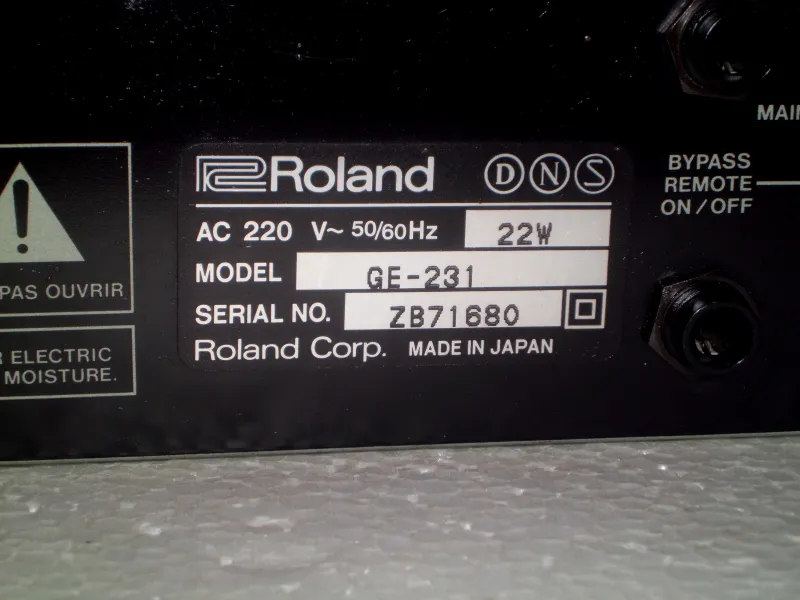 Roland D N S
AC 220 V~ 50/60Hz 22W
MODEL GE-231
SERIAL NO. ZB71680
Roland Corp. MADE IN JAPAN
PAS OUVRIR
ELECTRIC
MOISTURE.
BYPASS
REMOTE
ON/OFF